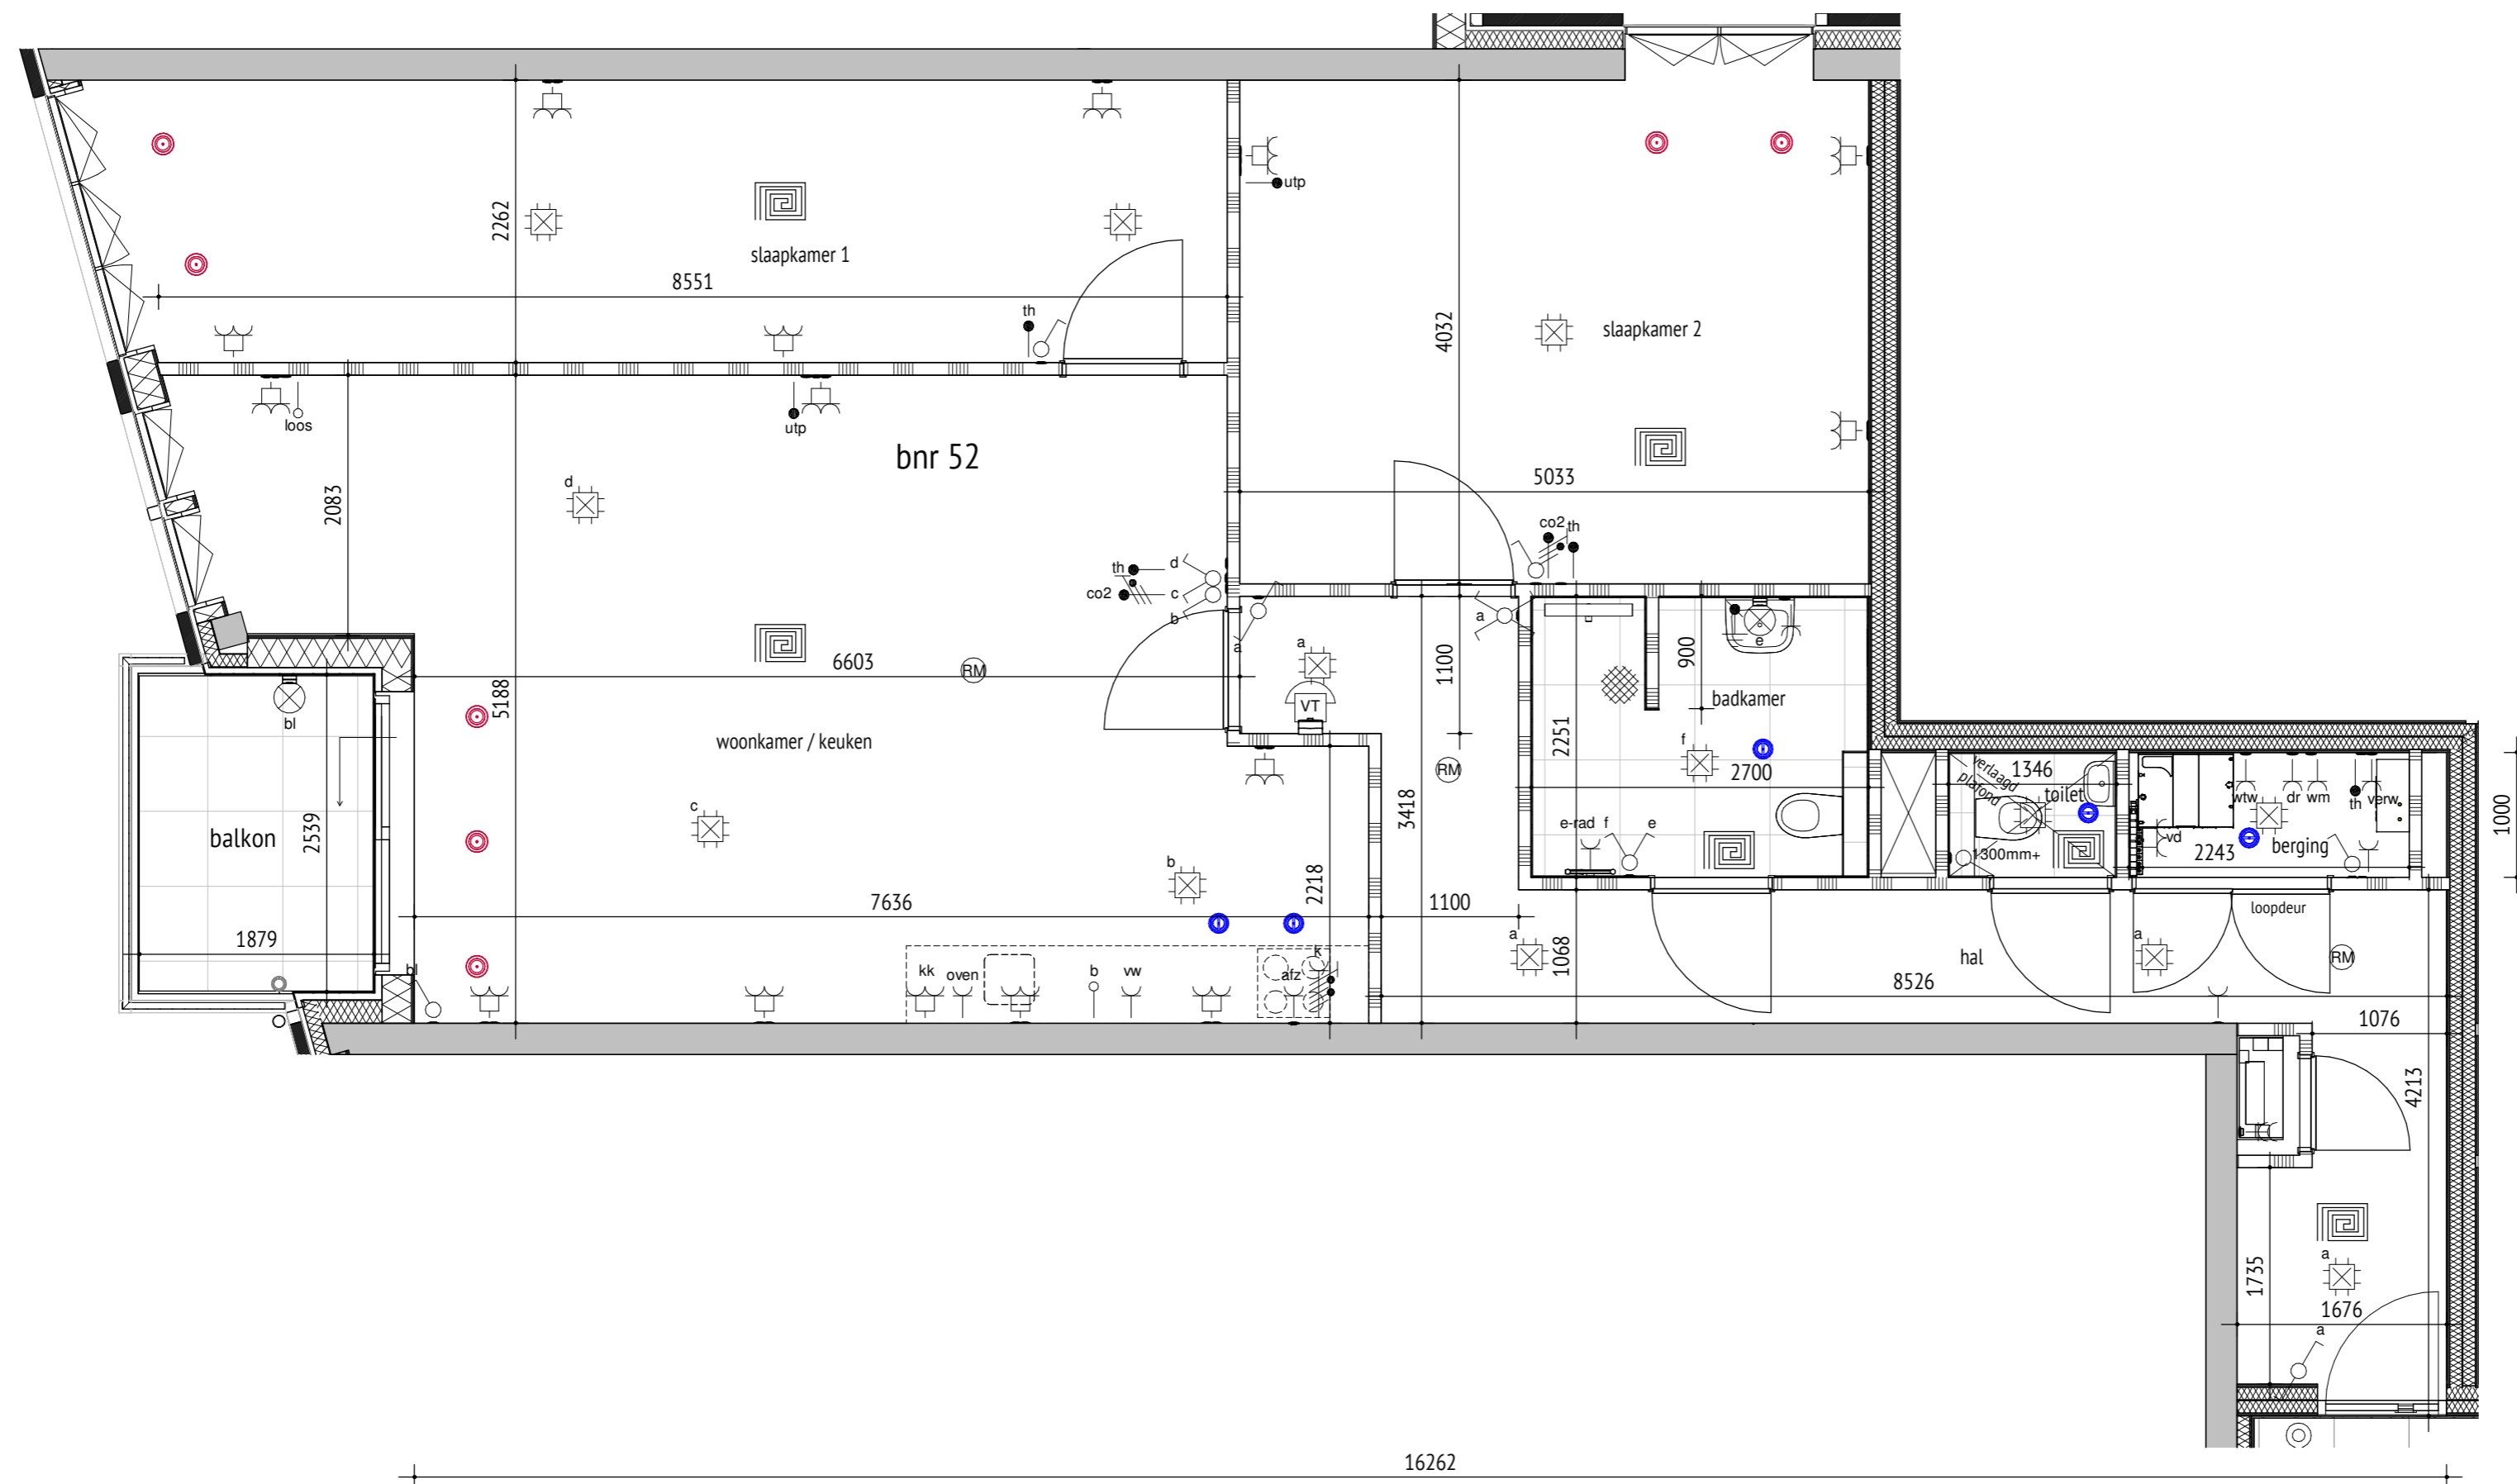 2262
slaapkamer 1
8551
th
utp
4032
slaapkamer 2
loos
utp
bnr 52
5033
2083
d
co2 th
th
d
co2
c
b
a
a
a
1100
900
6603
RM
5188
VT
badkamer
bl
woonkamer / keuken
2251
f
2700
e
RM
verlaagd
plafond
1346
toilet
wtw
dr
wm
th
verw
1000
balkon
2539
c
3418
e-rad
f
e
1300mm+
vd
2243
berging
b
2218
7636
1100
loopdeur
1879
a
1068
hal
a
RM
bl
kk
oven
b
vw
afz
k
8526
1076
4213
1735
a
1676
a
16262